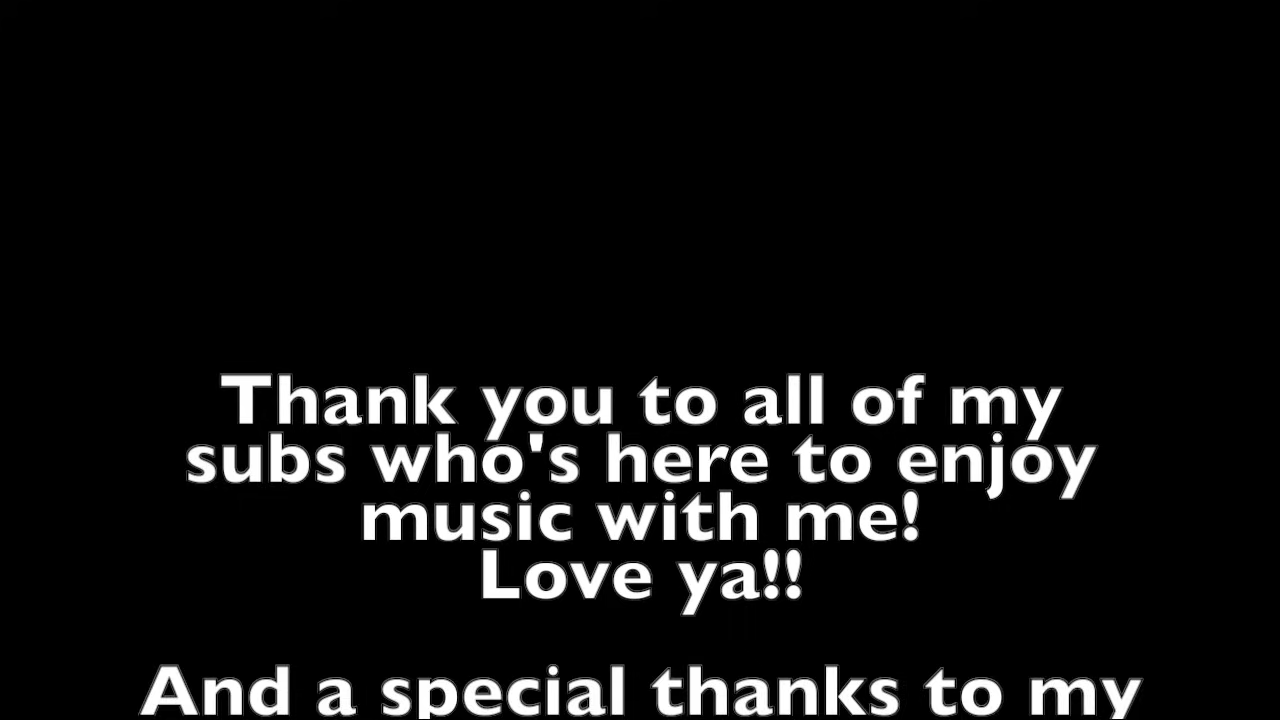 Thank you to all of my
subs who's here to enjoy
music with me!
Love ya!!
And a special thanks to my